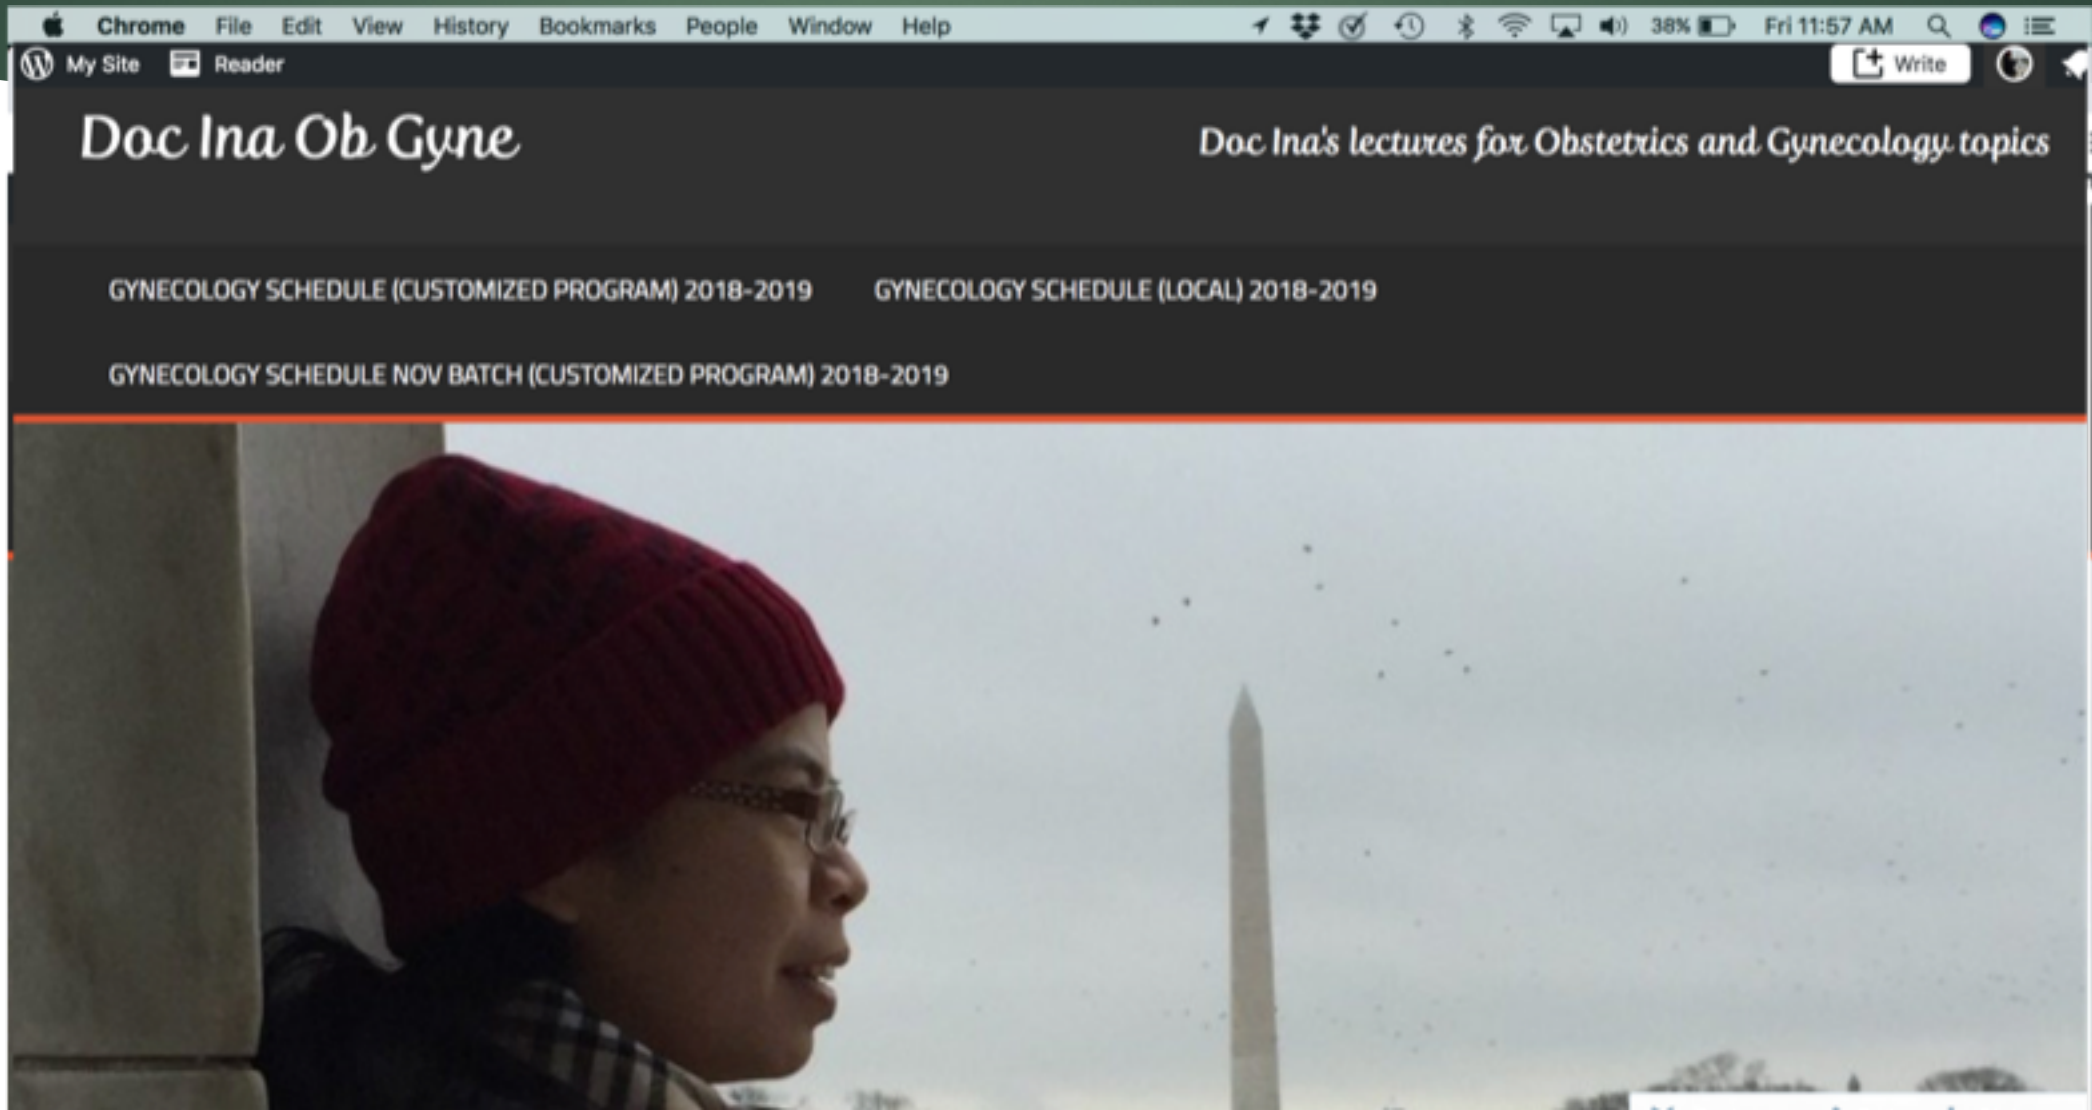 Chrome File Edit View History Bookmarks People Window Help 38% Fri 11:57 AM
My Site Reader Write
Doc Ina Ob Gyne
Doc Ina's lectures for Obstetrics and Gynecology topics
GYNECOLOGY SCHEDULE (CUSTOMIZED PROGRAM) 2018-2019 GYNECOLOGY SCHEDULE (LOCAL) 2018-2019
GYNECOLOGY SCHEDULE NOV BATCH (CUSTOMIZED PROGRAM) 2018-2019